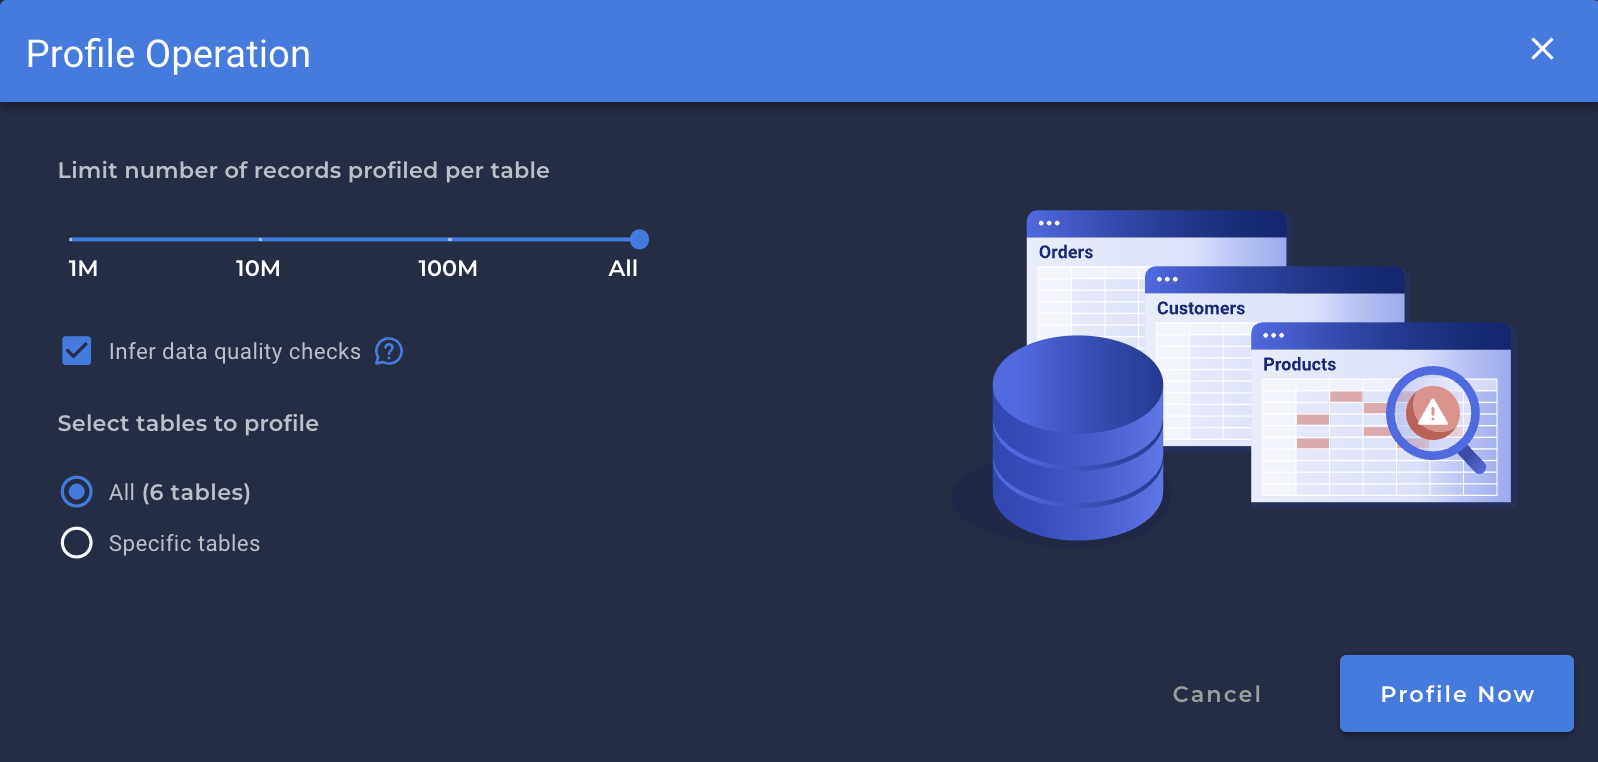 Profile Operation
Limit number of records profiled per table
1M 10M 100M All
Infer data quality checks
Select tables to profile
All (6 tables)
Specific tables
Orders
Customers
Products
Cancel
Profile Now